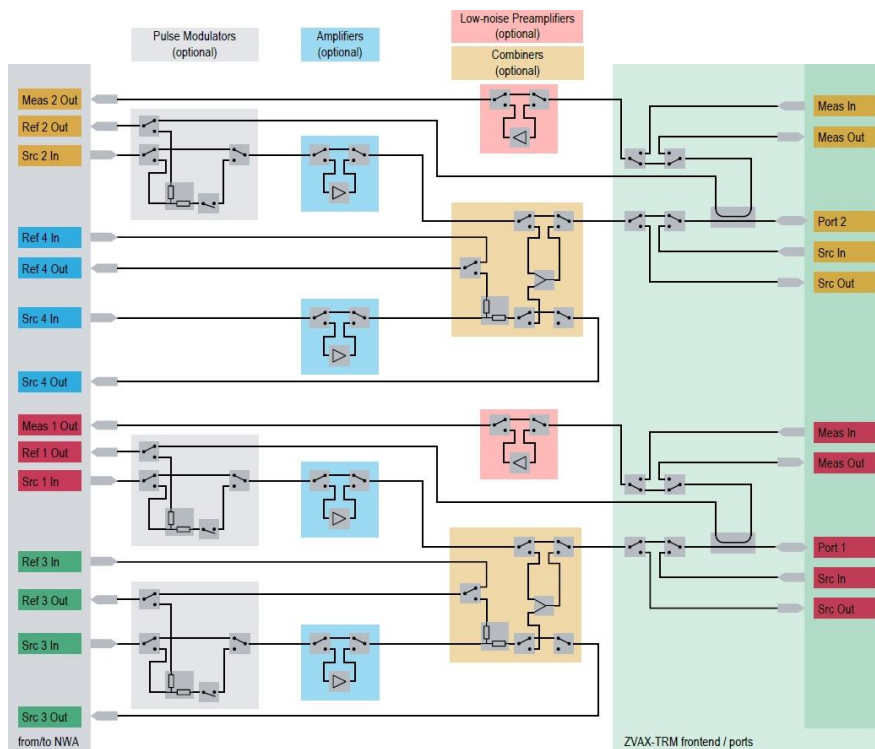 Pulse Modulators
(optional)
Amplifiers
(optional)
Low-noise Preamplifiers
(optional)
Combiners
(optional)
Meas 2 Out
Ref 2 Out
Src 2 In
Ref 4 In
Ref 4 Out
Src 4 In
Src 4 Out
Meas 1 Out
Ref 1 Out
Src 1 In
Ref 3 In
Ref 3 Out
Src 3 In
Src 3 Out
from/to NWA
Meas In
Meas Out
Port 2
Src In
Src Out
Meas In
Meas Out
Port 1
Src In
Src Out
ZVAX-TRM frontend / ports